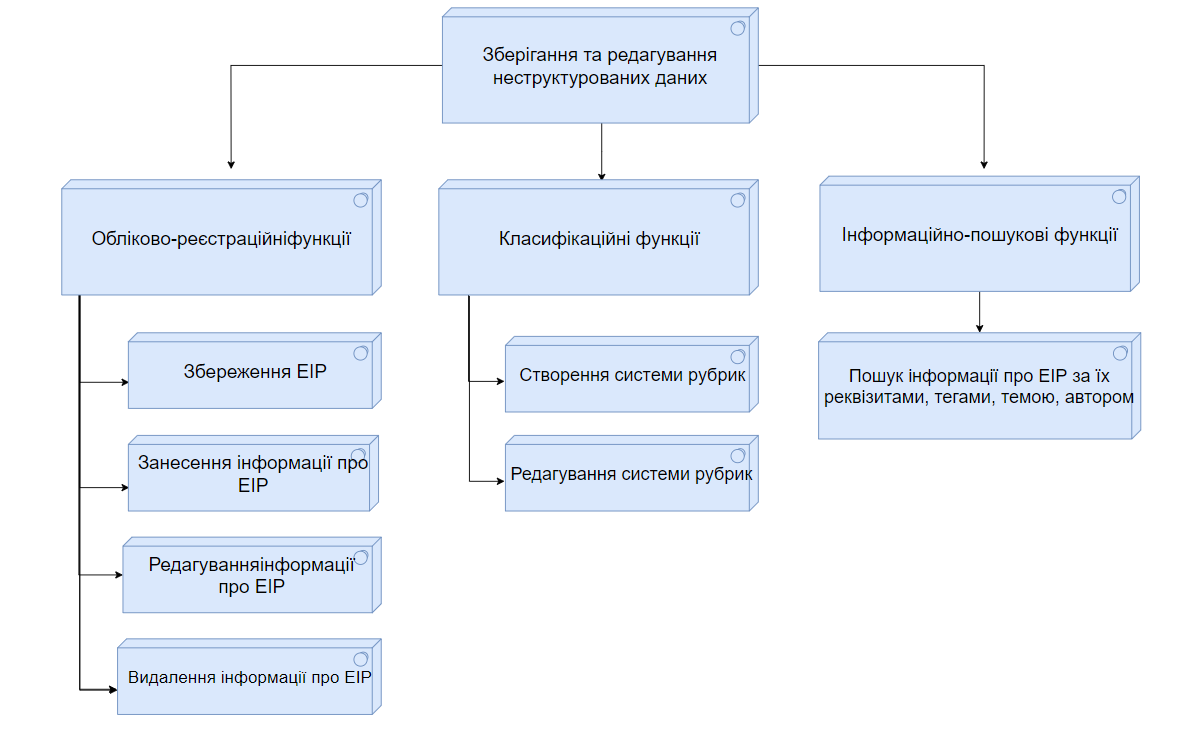 Зберігання та редагування
неструктурованих даних
Обліково-реєстраційніфункції
Класифікаційні функції
Інформаційно-пошукові функції
Збереження ЕІР
Занесення інформації про
ЕІР
Редагуванняінформації
про ЕІР
Видалення інформації про ЕІР
Створення системи рубрик
Редагування системи рубрик
Пошук інформації про ЕІР за їх
реквізитами, тегами, темою, автором